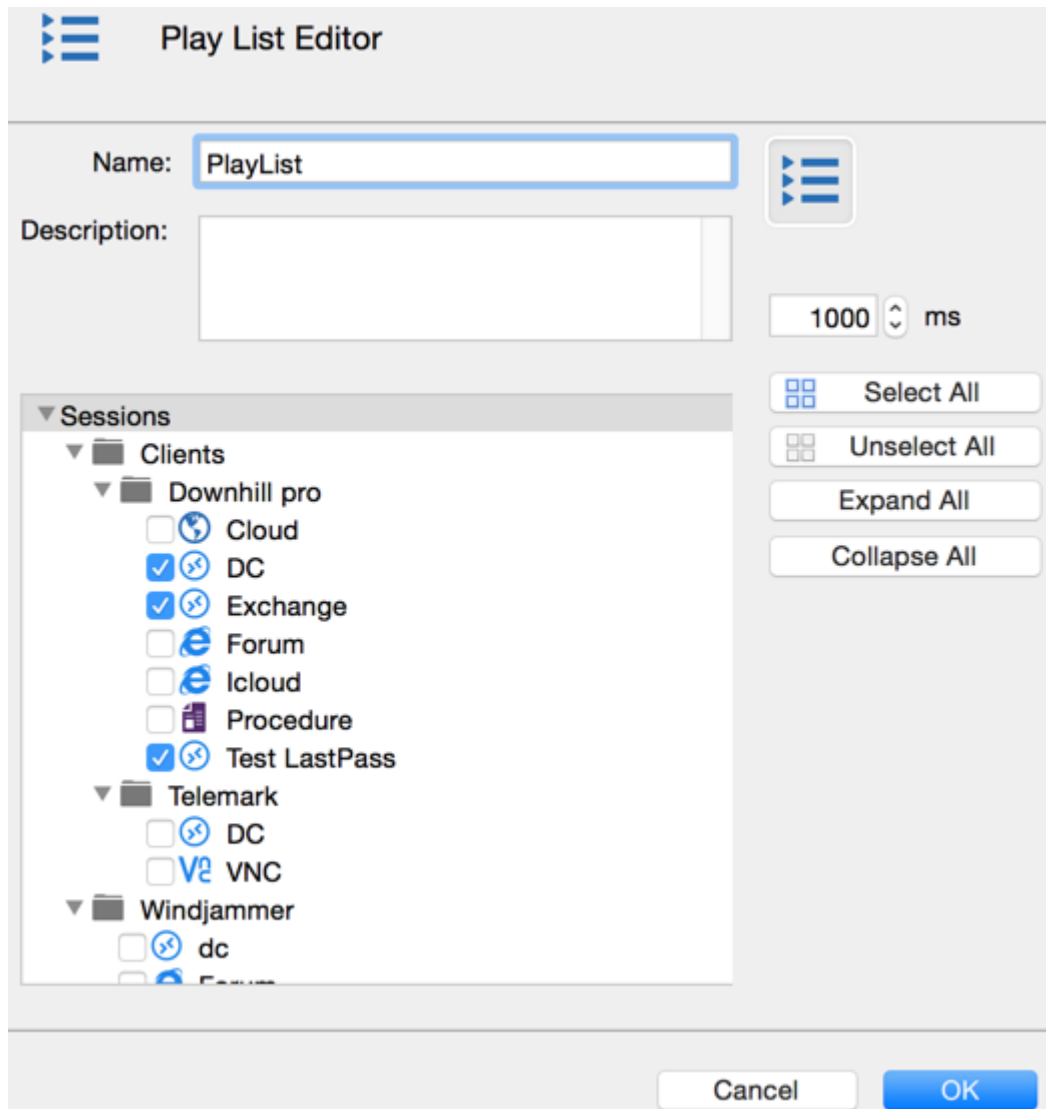 Play List Editor
Name: PlayList
Description:
1000 ms
Select All
Unselect All
Expand All
Collapse All
Sessions
Clients
Downhill pro
Cloud
DC
Exchange
Forum
Icloud
Procedure
Test LastPass
Telemark
DC
VNC
Windjammer
dc
Forum
Cancel OK